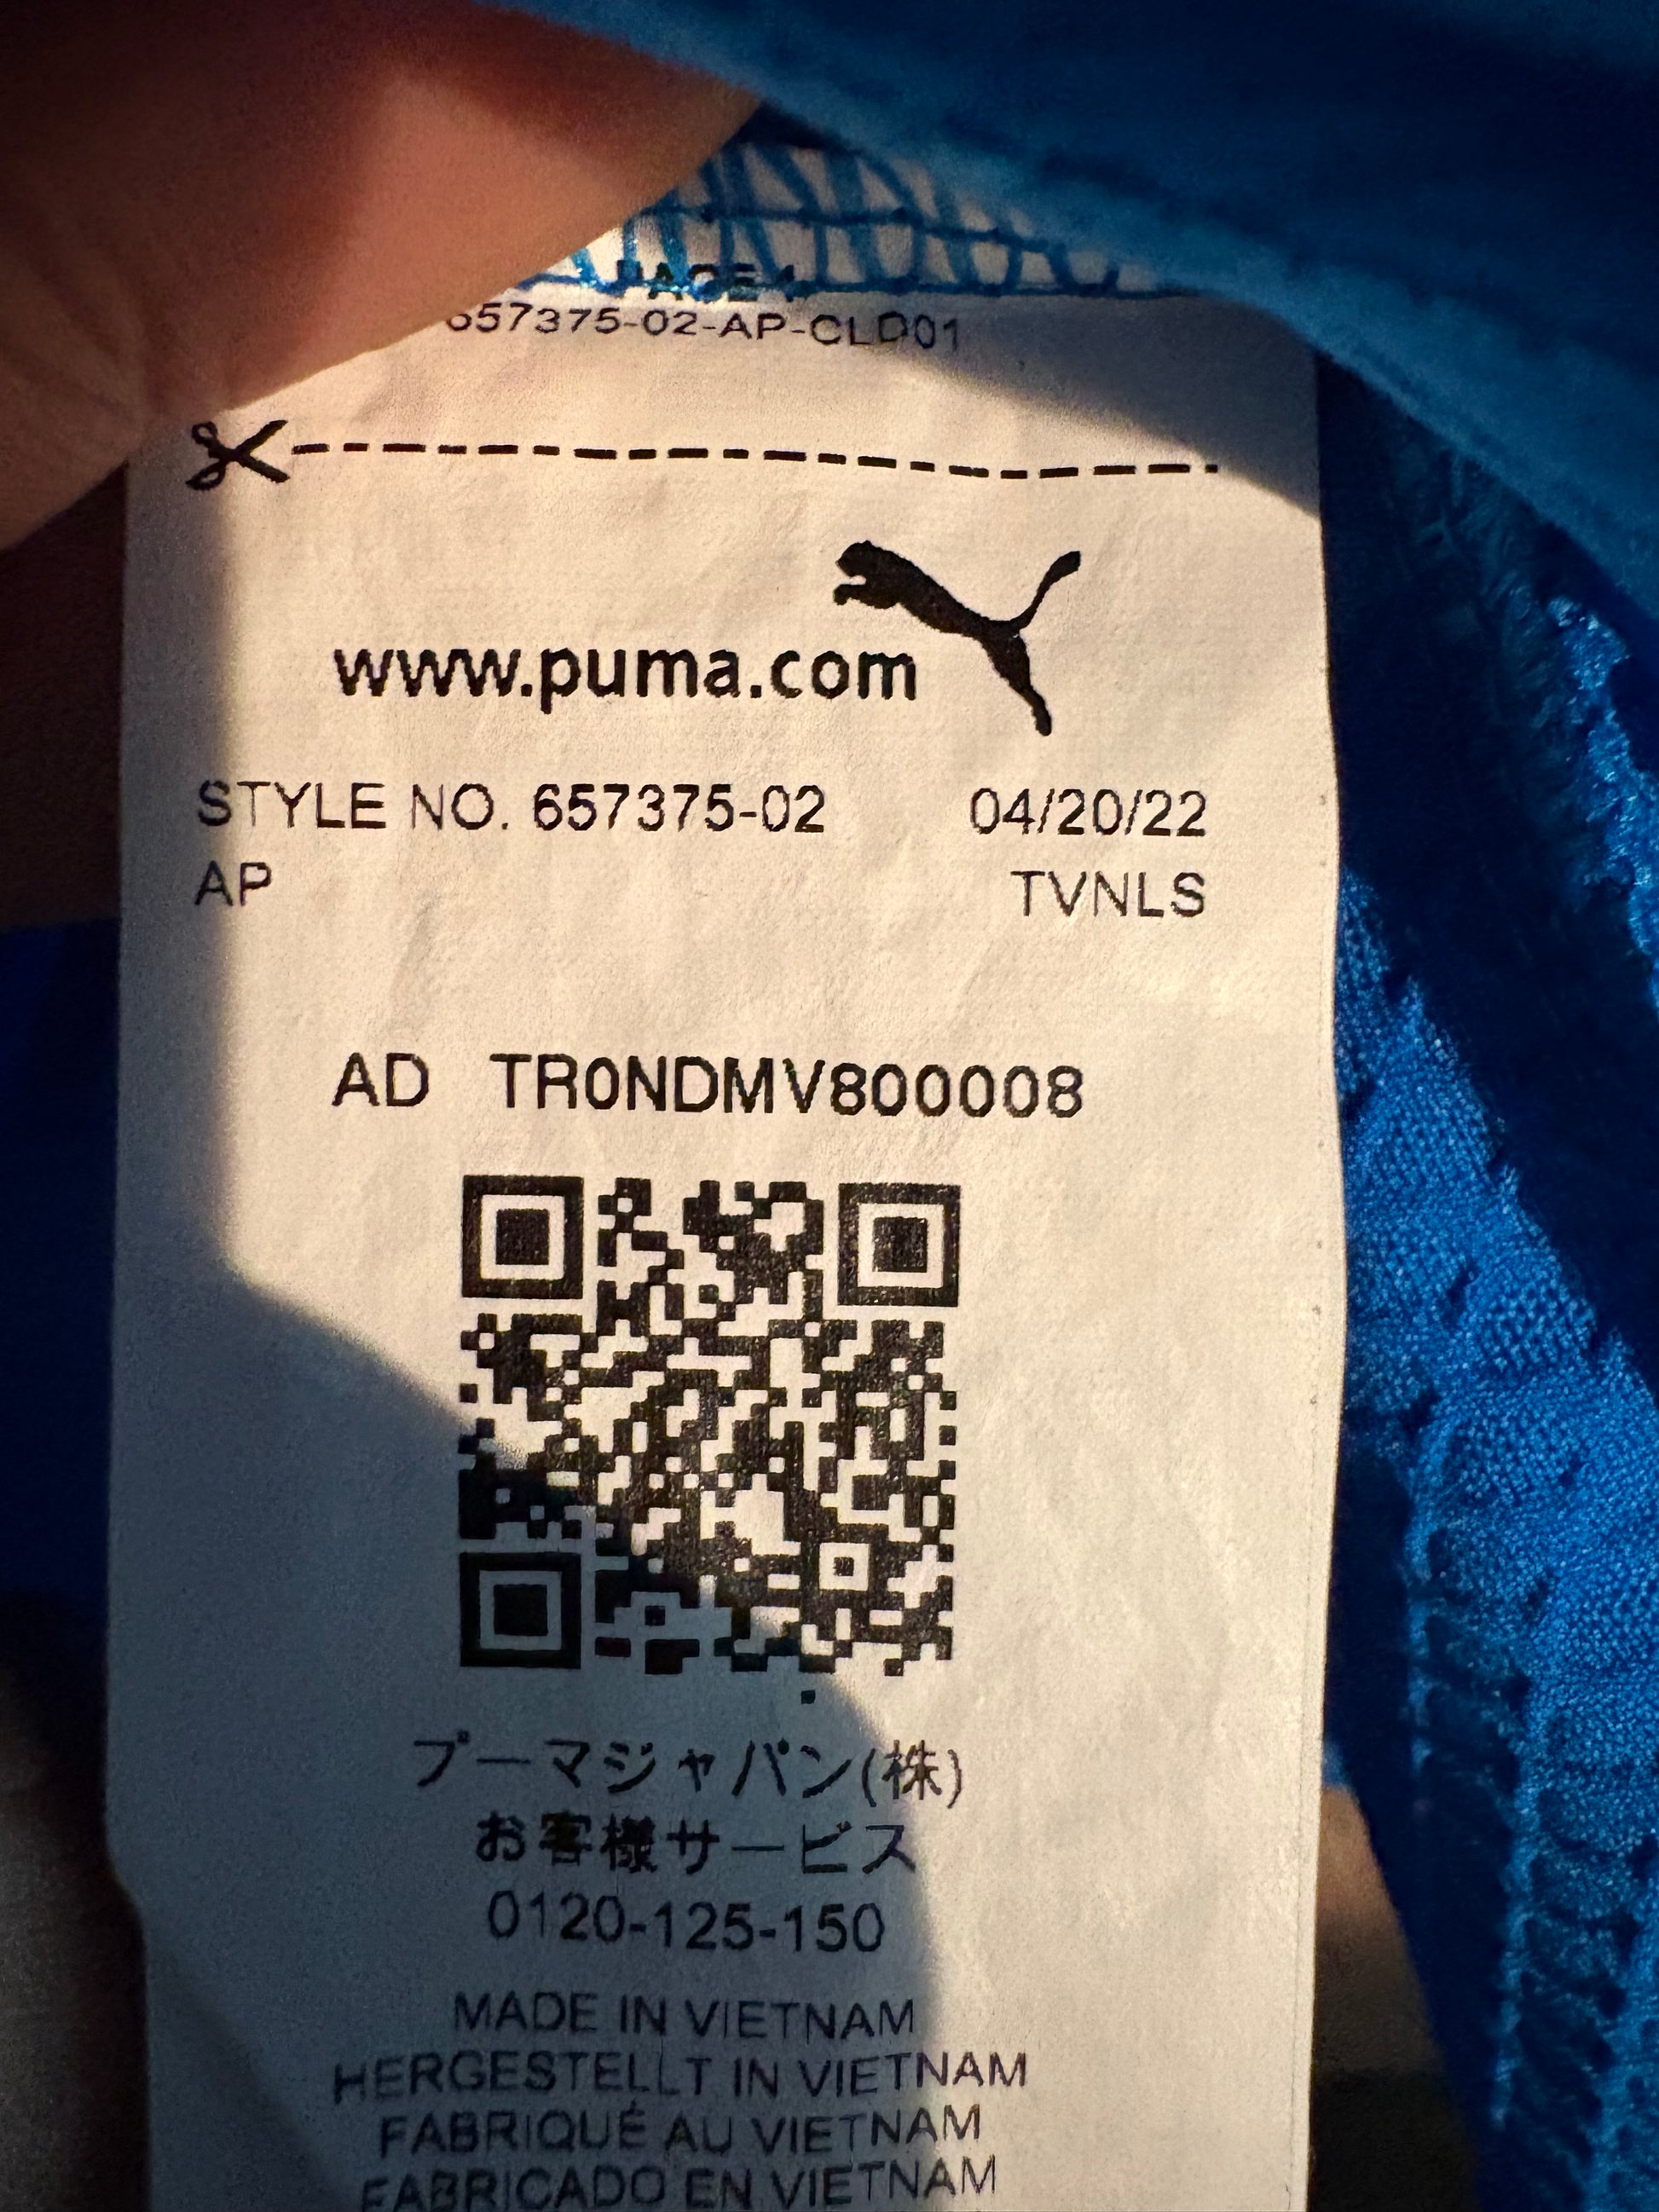 PAGE 1
657375-02-AP-CLD01
www.puma.com
STYLE NO. 657375-02 04/20/22
AP TVNLS
AD TR0NDMV800008
プーマジャパン(株)
お客様サービス
0120-125-150
MADE IN VIETNAM
HERGESTELLT IN VIETNAM
FABRIQUÉ AU VIETNAM
FABRICADO EN VIETNAM